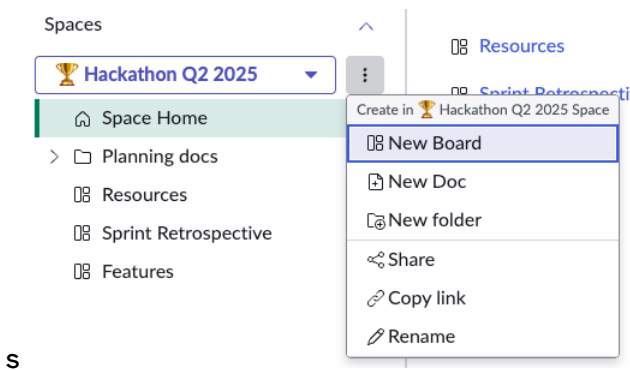 Spaces
🏆 Hackathon Q2 2025
Space Home
Planning docs
Resources
Sprint Retrospective
Features
Resources
Sprint Retrospecti
Create in 🏆 Hackathon Q2 2025 Space
New Board
New Doc
New folder
Share
Copy link
Rename
s